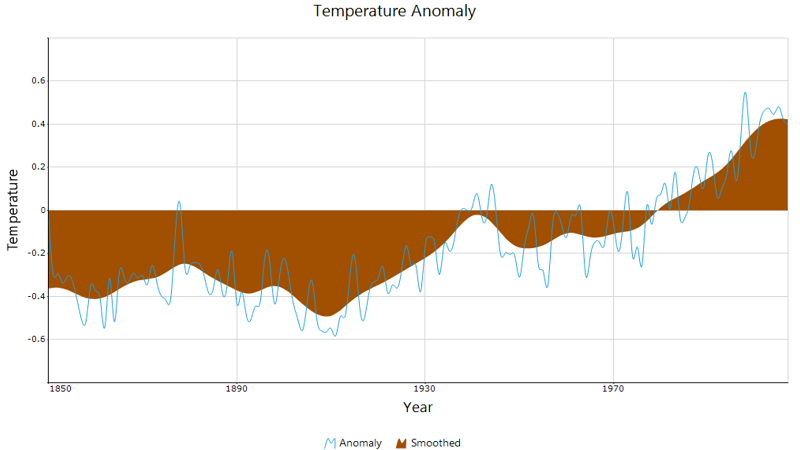 Temperature Anomaly
Temperature
0.6
0.4
0.2
0
-0.2
-0.4
-0.6
1850 1890 1930 1970
Year
Anomaly Smoothed